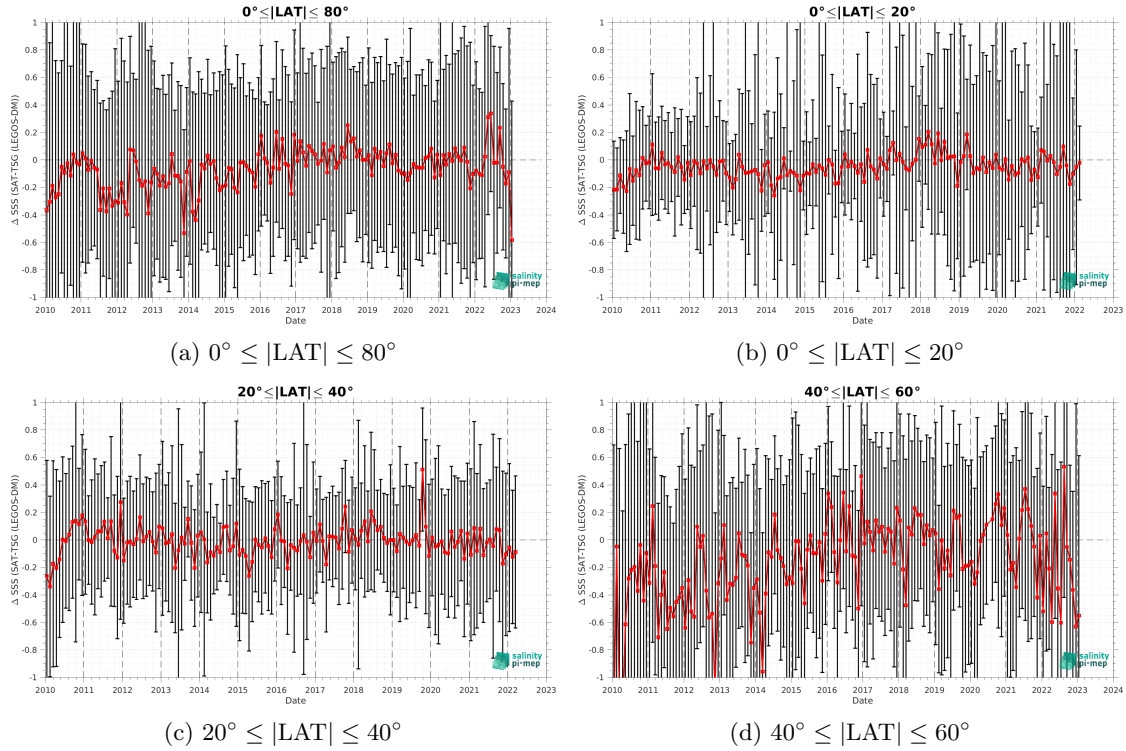 0°≤|LAT|≤ 80°
1
0.8
0.6
0.4
0.2
0
-0.2
-0.4
-0.6
-0.8
-1
Δ SSS (SAT-TSG (LEGOS-DM))
2010 2011 2012 2013 2014 2015 2016 2017 2018 2019 2020 2021 2022 2023 2024
Date
salinity
pi-mep
(a) 0° ≤ |LAT| ≤ 80°
0°≤|LAT|≤ 20°
1
0.8
0.6
0.4
0.2
0
-0.2
-0.4
-0.6
-0.8
-1
Δ SSS (SAT-TSG (LEGOS-DM))
2010 2011 2012 2013 2014 2015 2016 2017 2018 2019 2020 2021 2022 2023 2024
Date
salinity
pi-mep
(b) 0° ≤ |LAT| ≤ 20°
20°≤|LAT|≤ 40°
1
0.8
0.6
0.4
0.2
0
-0.2
-0.4
-0.6
-0.8
-1
Δ SSS (SAT-TSG (LEGOS-DM))
2010 2011 2012 2013 2014 2015 2016 2017 2018 2019 2020 2021 2022 2023
Date
salinity
pi-mep
(c) 20° ≤ |LAT| ≤ 40°
40°≤|LAT|≤ 60°
1
0.8
0.6
0.4
0.2
0
-0.2
-0.4
-0.6
-0.8
-1
Δ SSS (SAT-TSG (LEGOS-DM))
2010 2011 2012 2013 2014 2015 2016 2017 2018 2019 2020 2021 2022 2023 2024
Date
salinity
pi-mep
(d) 40° ≤ |LAT| ≤ 60°